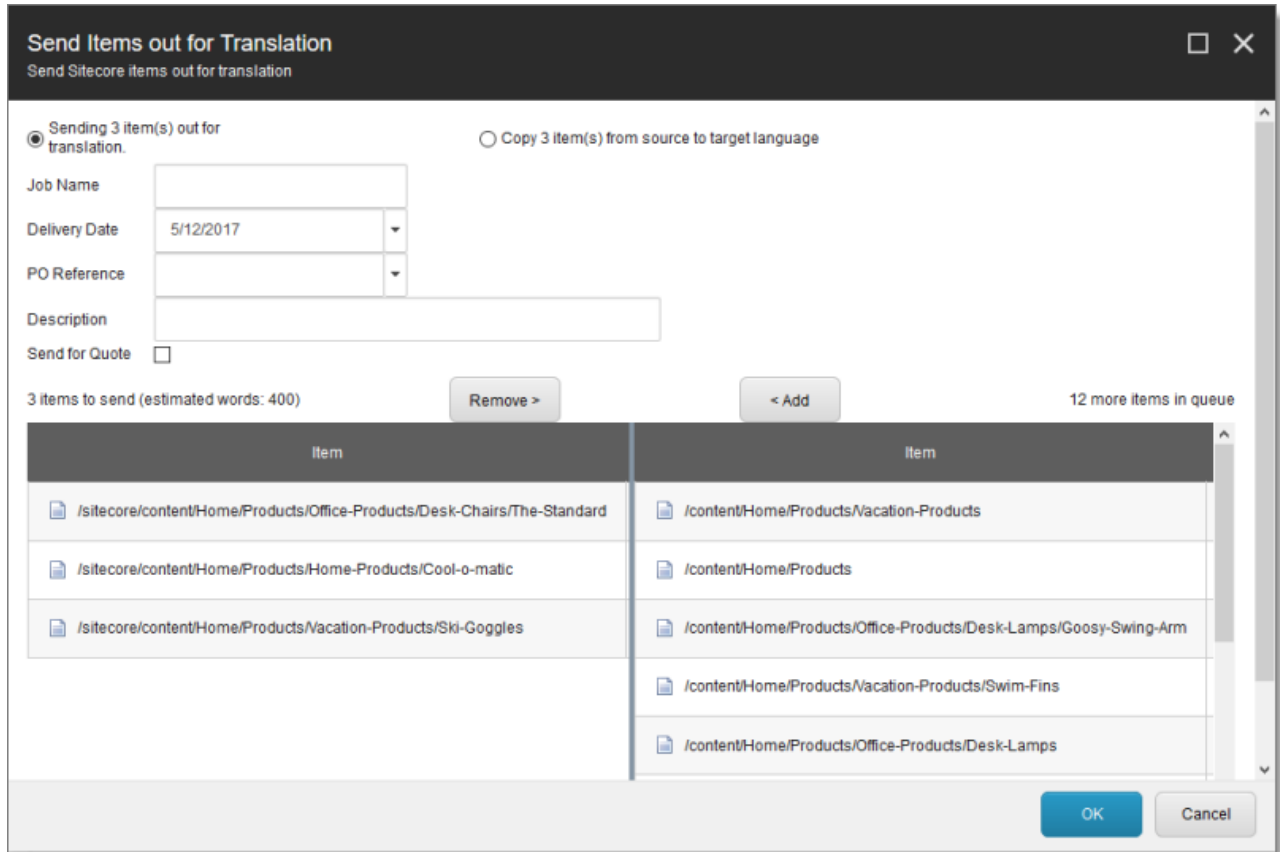 Send Items out for Translation
Send Sitecore items out for translation
Sending 3 item(s) out for
translation.
Copy 3 item(s) from source to target language
Job Name
Delivery Date 5/12/2017
PO Reference
Description
Send for Quote
3 items to send (estimated words: 400) Remove > < Add 12 more items in queue
Item Item
/sitecore/content/Home/Products/Office-Products/Desk-Chairs/The-Standard /content/Home/Products/Vacation-Products
/sitecore/content/Home/Products/Home-Products/Cool-o-matic /content/Home/Products
/sitecore/content/Home/Products/Vacation-Products/Ski-Goggles /content/Home/Products/Office-Products/Desk-Lamps/Goosy-Swing-Arm
/content/Home/Products/Vacation-Products/Swim-Fins
/content/Home/Products/Office-Products/Desk-Lamps
OK Cancel